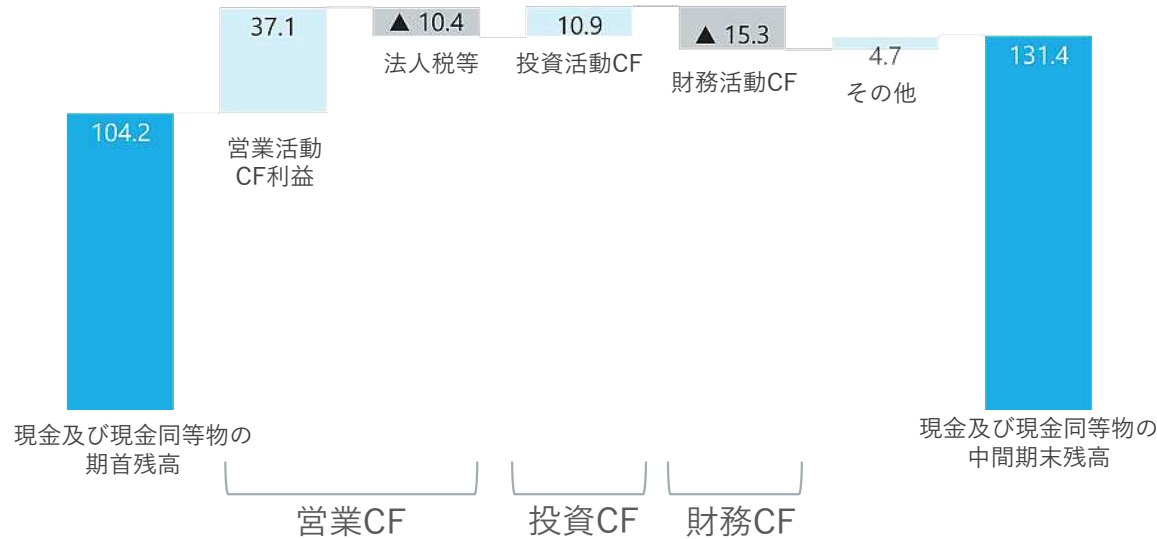 37.1
▲ 10.4
10.9
▲ 15.3
4.7
131.4
104.2
法人税等
投資活動CF
財務活動CF
その他
営業活動
CF利益
現金及び現金同等物の
期首残高
現金及び現金同等物の
中間期末残高
営業CF
投資CF
財務CF